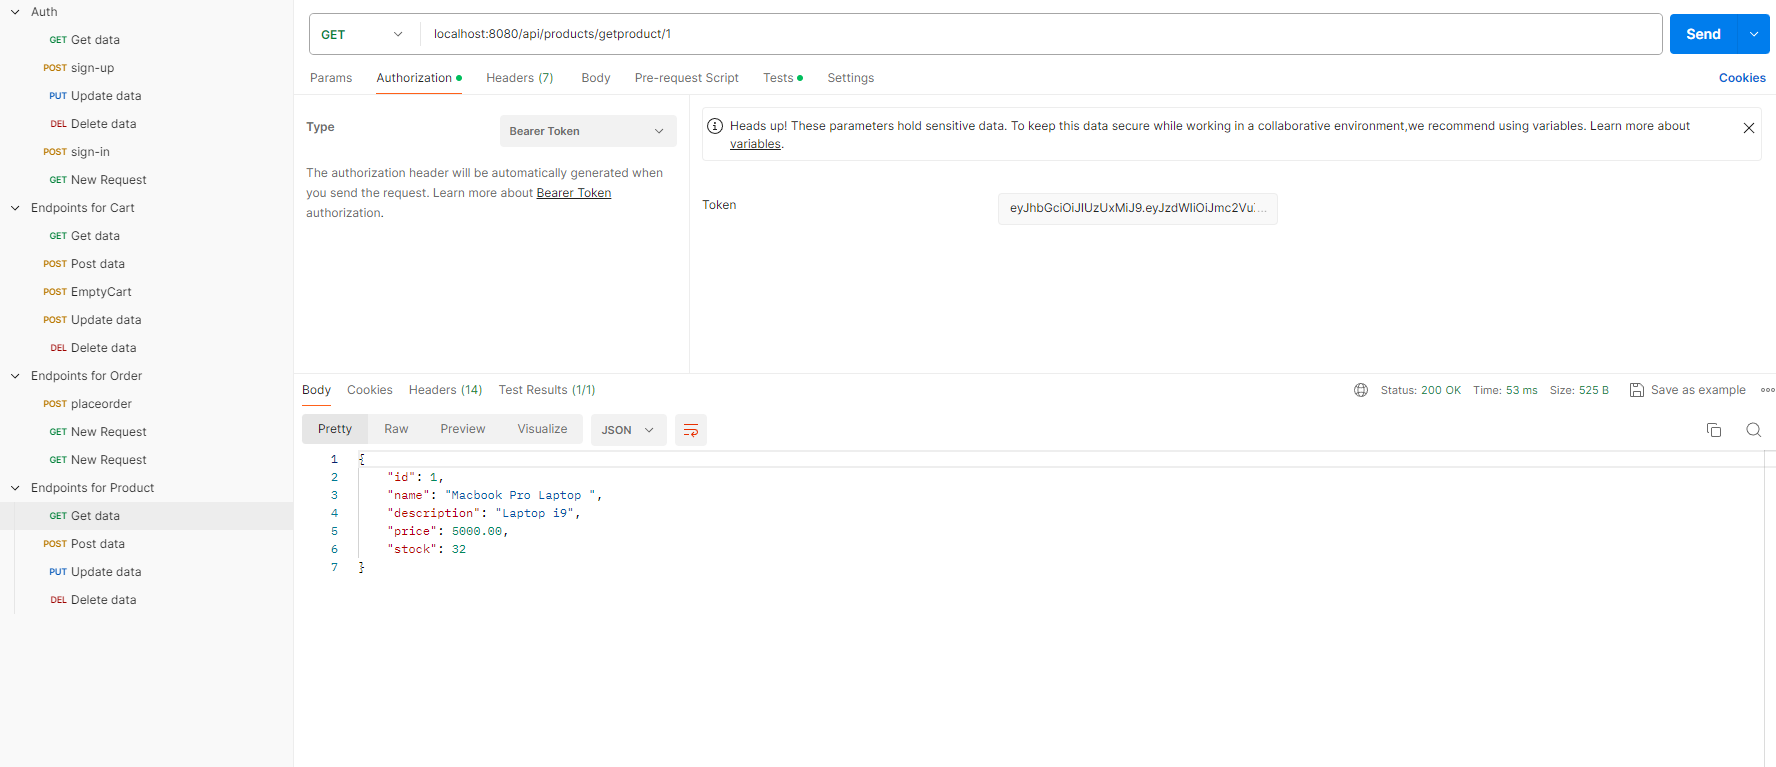 Auth
GET Get data
POST sign-up
PUT Update data
DEL Delete data
POST sign-in
GET New Request
Endpoints for Cart
GET Get data
POST Post data
POST EmptyCart
POST Update data
DEL Delete data
Endpoints for Order
POST placeorder
GET New Request
GET New Request
Endpoints for Product
GET Get data
POST Post data
PUT Update data
DEL Delete data
GET localhost:8080/api/products/getproduct/1 Send
Params Authorization Headers (7) Body Pre-request Script Tests Settings Cookies
Type Bearer Token
The authorization header will be automatically generated when
you send the request. Learn more about Bearer Token
authorization.
Heads up! These parameters hold sensitive data. To keep this data secure while working in a collaborative environment,we recommend using variables. Learn more about
variables.
Token eyJhbGciOiJIUzUxMiJ9.eyJzdWIiOiJmc2Vu...
Body Cookies Headers (14) Test Results (1/1) Status: 200 OK Time: 53 ms Size: 525 B Save as example
Pretty Raw Preview Visualize JSON
1 {
2 "id": 1,
3 "name": "Macbook Pro Laptop ",
4 "description": "Laptop i9",
5 "price": 5000.00,
6 "stock": 32
7 }